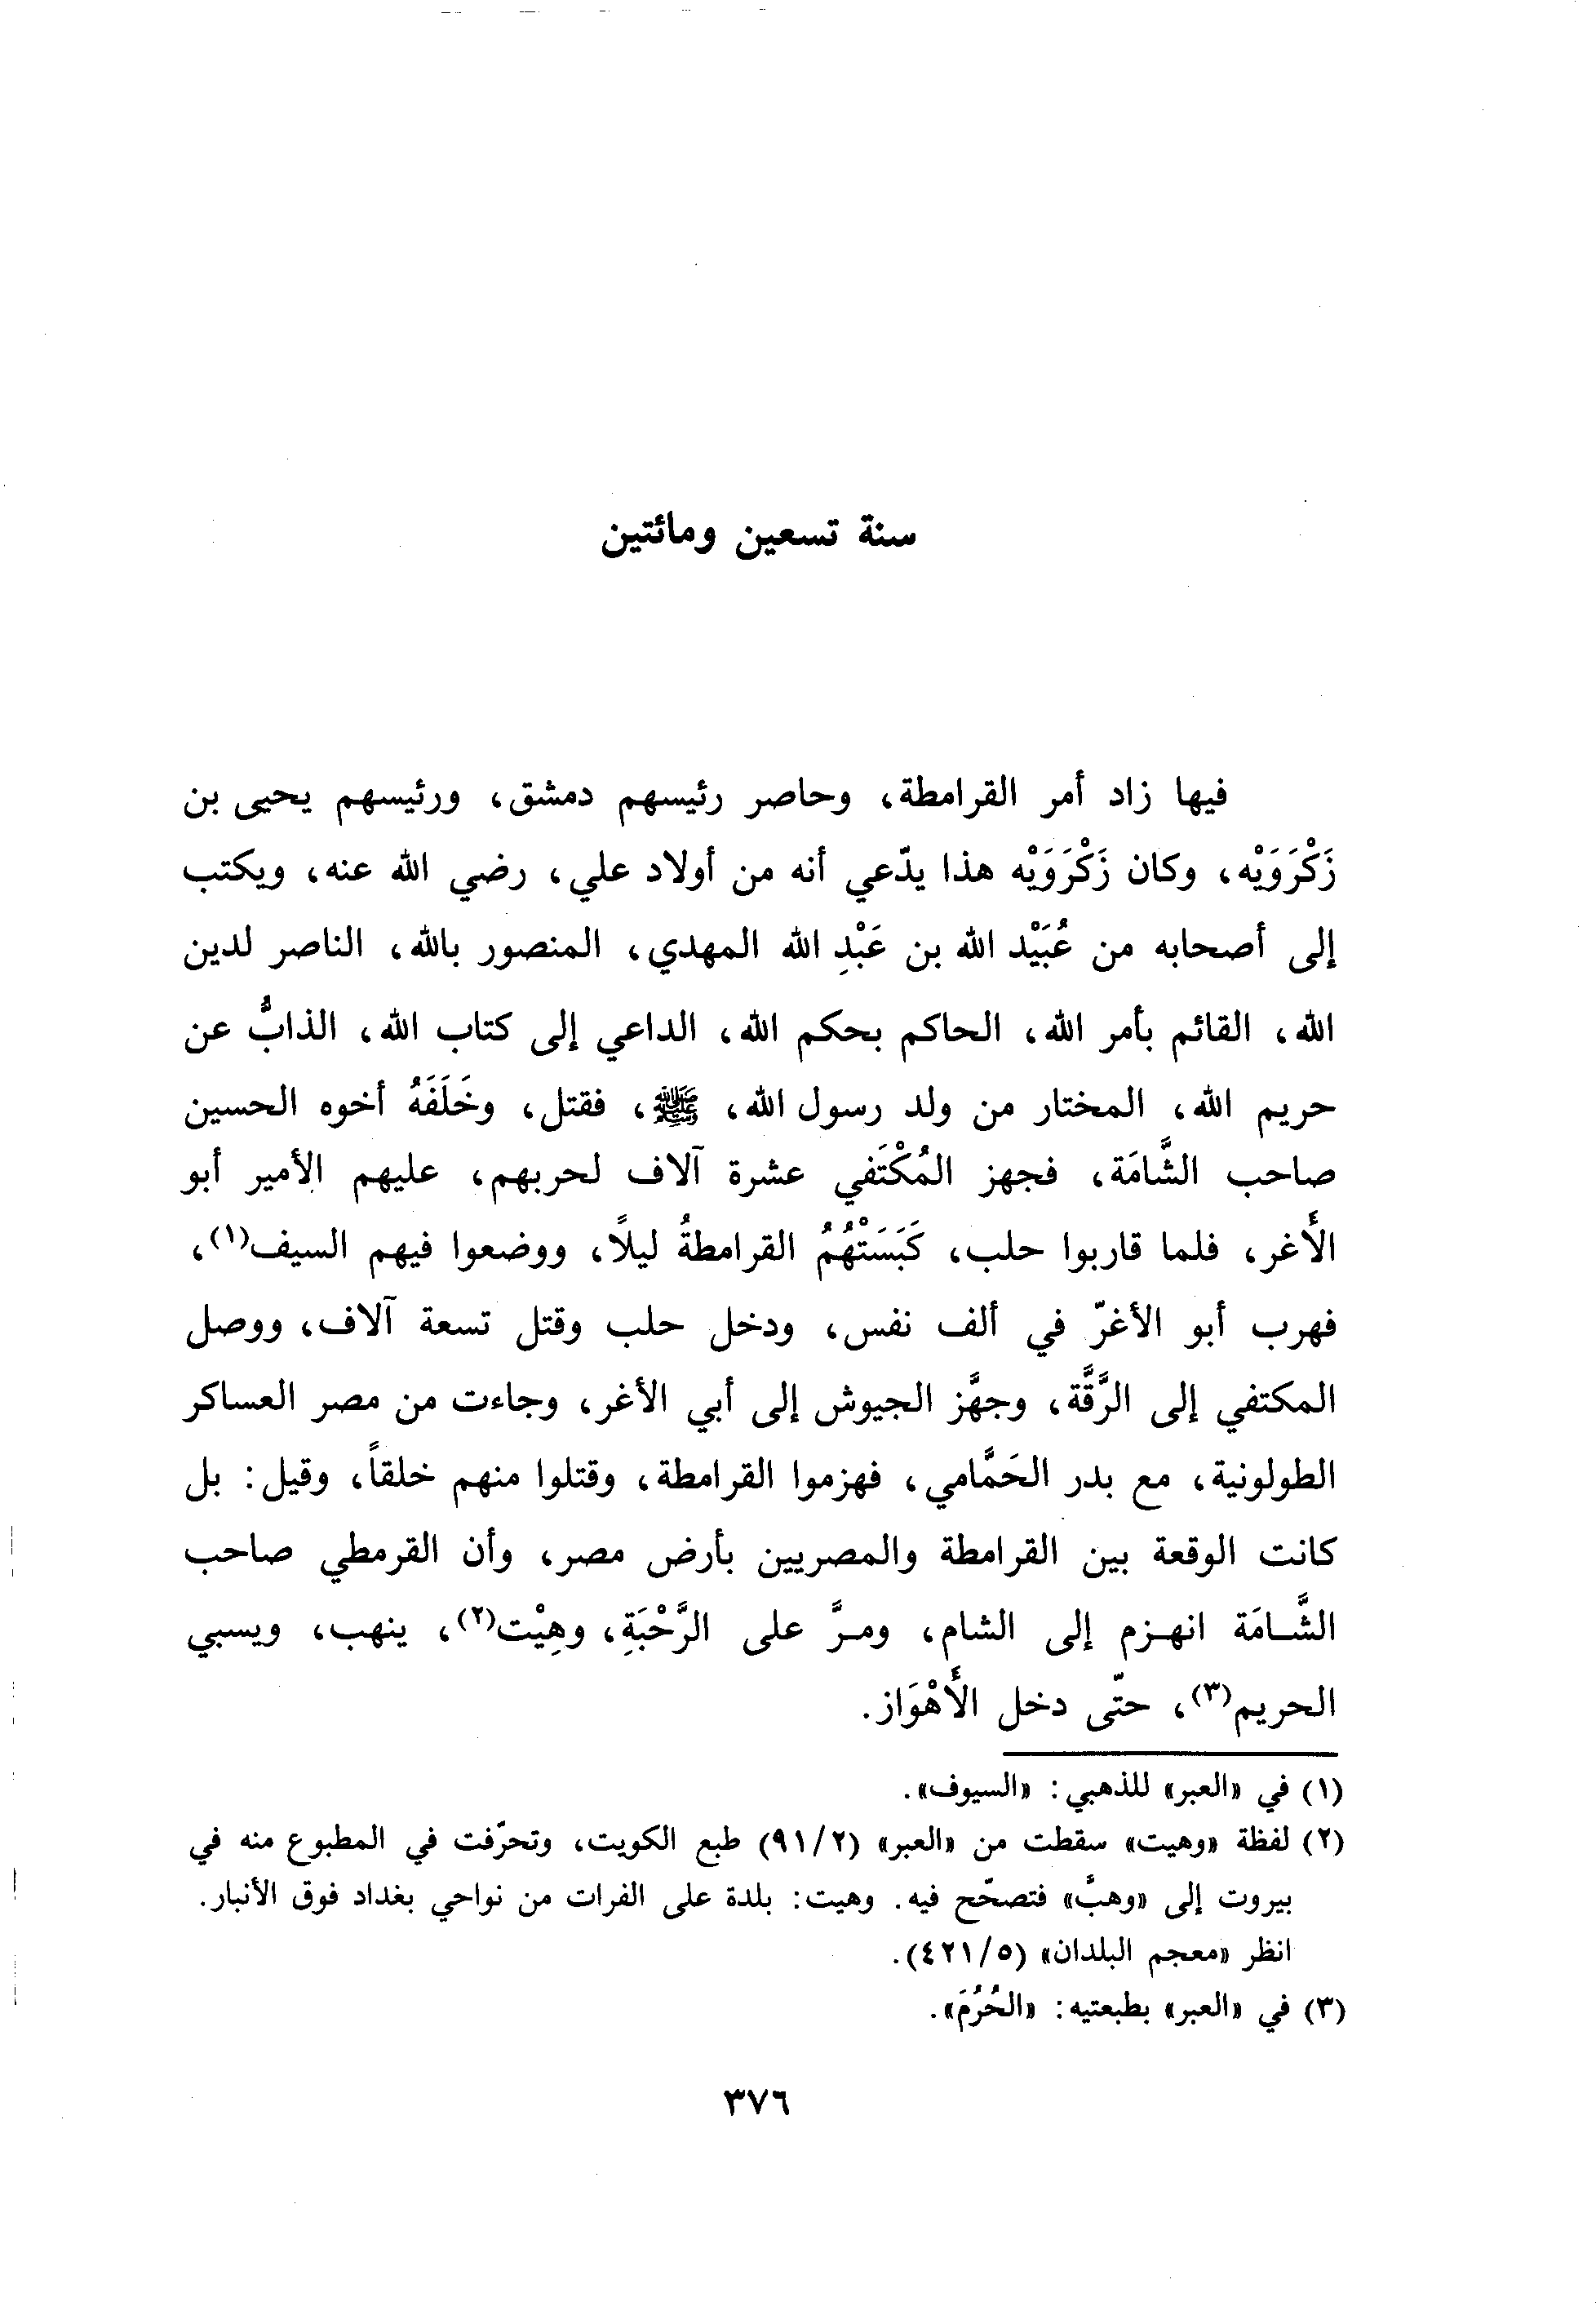 سنة تسعين ومائتين
فيها زاد أمر القرامطة، وحاصر رئيسهم دمشق، ورئيسهم يحيى بن
زَكْرَوَيْه، وكان زَكْرَوَيْه هذا يدّعي أنه من أولاد علي، رضي الله عنه، ويكتب
إلى أصحابه من عُبَيْد الله بن عَبْدِ الله المهدي، المنصور بالله، الناصر لدين
الله، القائم بأمر الله، الحاكم بحكم الله، الداعي إلى كتاب الله، الذابُّ عن
حريم الله، المختار من ولد رسول الله، ﷺ، فقتل، وخَلَفَهُ أخوه الحسين
صاحب الشَّامَة، فجهز المُكْتَفي عشرة آلاف لحربهم، عليهم الأمير أبو
الأَغر، فلما قاربوا حلب، كَبَسَتْهُمُ القرامطةُ ليلًا، ووضعوا فيهم السيف(١)،
فهرب أبو الأغرّ في ألف نفس، ودخل حلب وقتل تسعة آلاف، ووصل
المكتفي إلى الرَّقَّة، وجهَّز الجيوش إلى أبي الأغر، وجاءت من مصر العساكر
الطولونية، مع بدر الحَمَّامي، فهزموا القرامطة، وقتلوا منهم خلقاً، وقيل: بل
كانت الوقعة بين القرامطة والمصريين بأرض مصر، وأن القرمطي صاحب
الشَّـامَة انهـزم إلى الشام، ومـرَّ على الرَّحْبَةِ، وهِيْت(٢)، ينهب، ويسبي
الحريم(٣)، حتّى دخل الأَهْوَاز.
(١) في «العبر» للذهبي: «السيوف».
(٢) لفظة «وهيت» سقطت من «العبر» (٢/٩١) طبع الكويت، وتحرّفت في المطبوع منه في
بيروت إلى «وهبُّ» فتصحّح فيه. وهيت: بلدة على الفرات من نواحي بغداد فوق الأنبار.
انظر «معجم البلدان» (٥/٤٢١).
(٣) في «العبر» بطبعتيه: «الحُرُمَ».
٣٧٦